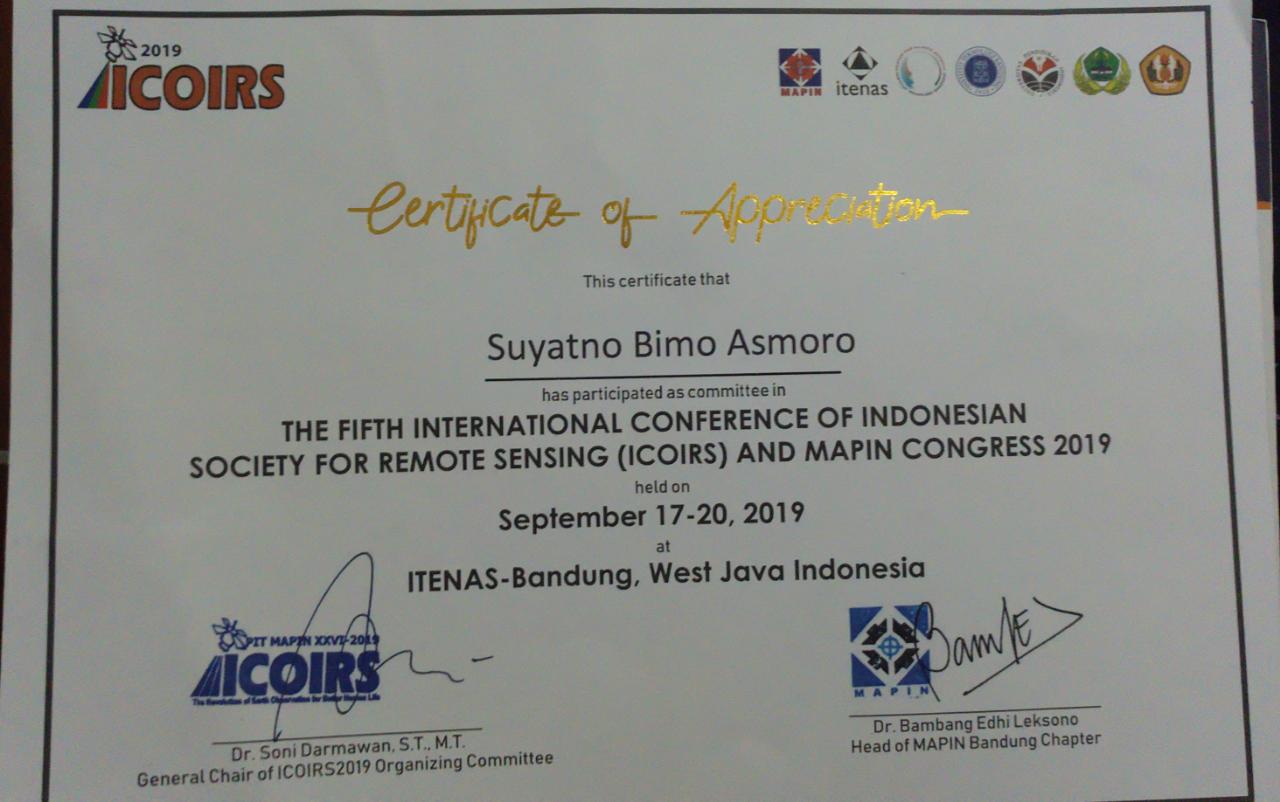 2019
ICOIRS
MAPIN
itenas
Certificate of Appreciation
This certificate that
Suyatno Bimo Asmoro
has participated as committee in
THE FIFTH INTERNATIONAL CONFERENCE OF INDONESIAN
SOCIETY FOR REMOTE SENSING (ICOIRS) AND MAPIN CONGRESS 2019
held on
September 17-20, 2019
at
ITENAS-Bandung, West Java Indonesia
PIT MAPIN XXVI-2019
ICOIRS
The Revolution of Earth Observation for Better Human Life
MAPIN
Dr. Soni Darmawan, S.T., M.T.
General Chair of ICOIRS2019 Organizing Committee
Dr. Bambang Edhi Leksono
Head of MAPIN Bandung Chapter